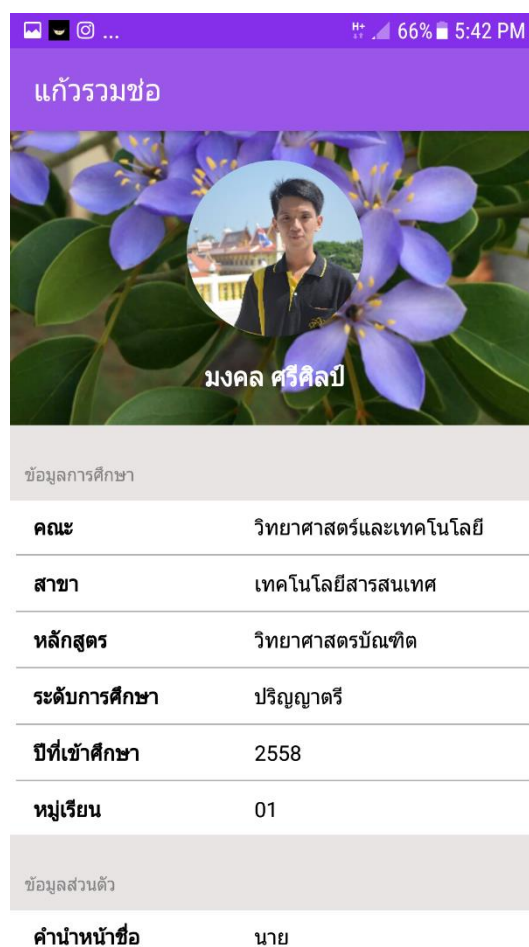 ... H+ 66% 5:42 PM
แก้วรวมช่อ
มงคล ศรีศิลป์
ข้อมูลการศึกษา
คณะ วิทยาศาสตร์และเทคโนโลยี
สาขา เทคโนโลยีสารสนเทศ
หลักสูตร วิทยาศาสตรบัณฑิต
ระดับการศึกษา ปริญญาตรี
ปีที่เข้าศึกษา 2558
หมู่เรียน 01
ข้อมูลส่วนตัว
คำนำหน้าชื่อ นาย